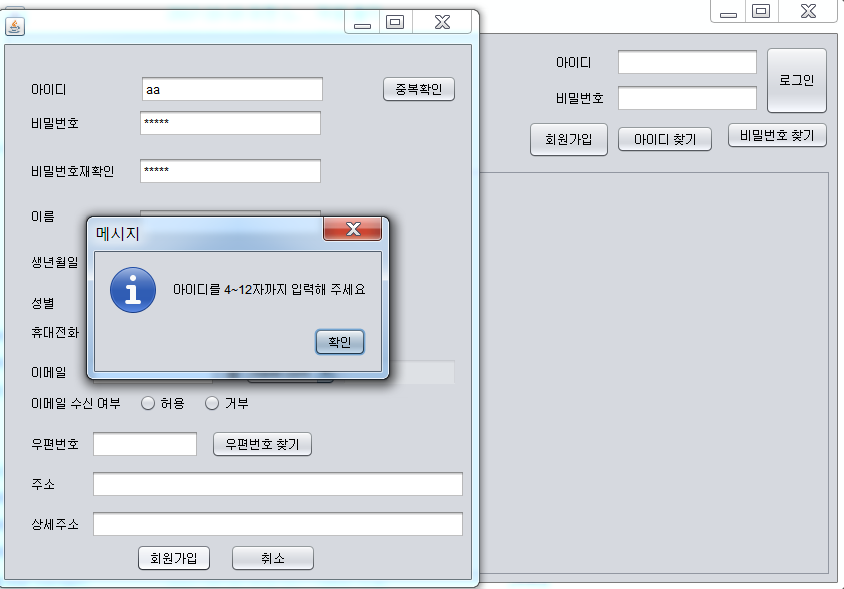 아이디
aa
중복확인
비밀번호
*****
비밀번호재확인
*****
이름
생년월일
성별
휴대전화
이메일
이메일 수신 여부
허용
거부
우편번호
우편번호 찾기
주소
상세주소
회원가입
취소
메시지
아이디를 4~12자까지 입력해 주세요
확인
아이디
비밀번호
로그인
회원가입
아이디 찾기
비밀번호 찾기